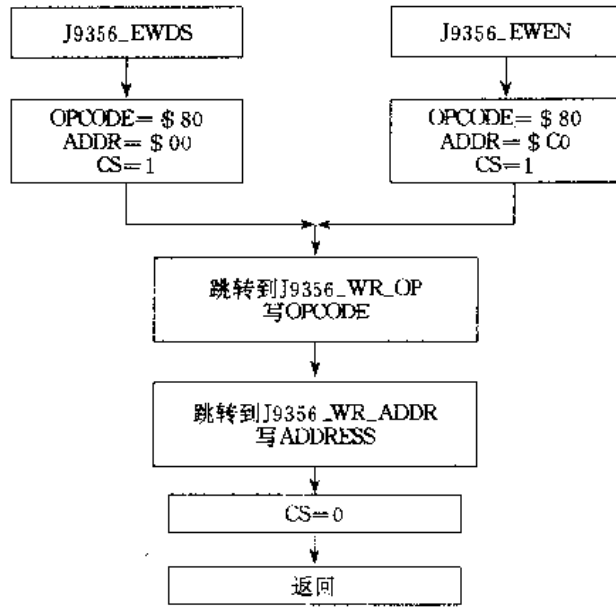 J9356_EWDS
J9356_EWEN
OPCODE=$80
ADDR=$00
CS=1
OPCODE=$80
ADDR=$C0
CS=1
跳转到J9356_WR_OP
写OPCODE
跳转到J9356_WR_ADDR
写ADDRESS
CS=0
返回